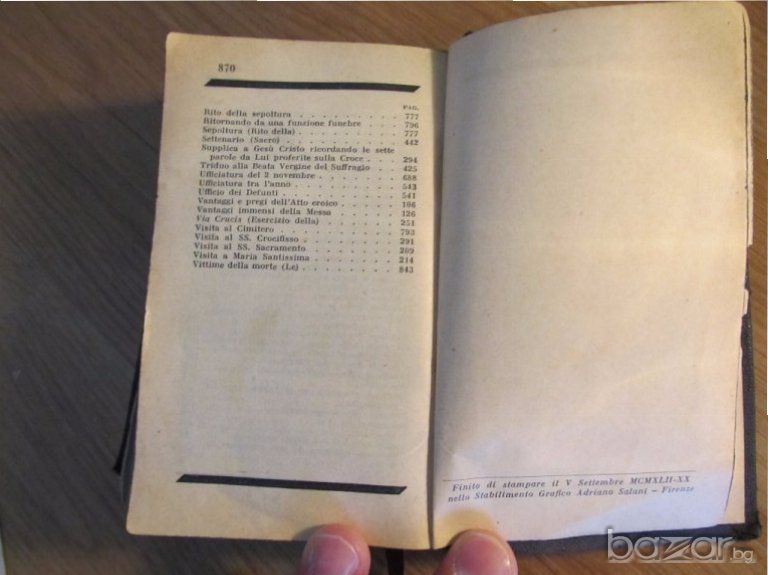 870
PAG.
Rito della sepoltura . . . . . . . . . 777
Ritornando da una funzione funebre . . . . 796
Sepoltura (Rito della) . . . . . . . . . 777
Settenario (Sacro) . . . . . . . . . . 442
Supplica a Gesù Cristo ricordando le sette
parole da Lui proferite sulla Croce . . . 294
Triduo alla Beata Vergine del Suffragio . . 425
Ufficiatura del 2 novembre . . . . . . . 688
Ufficiatura tra l'anno . . . . . . . . . 541
Ufficio dei Defunti . . . . . . . . . . 541
Vantaggi e pregi dell'Atto eroico . . . . . 106
Vantaggi immensi della Messa . . . . . . 126
Via Crucis (Esercizio della) . . . . . . . 251
Visita al Cimitero . . . . . . . . . . 793
Visita al SS. Crocifisso . . . . . . . . 291
Visita al SS. Sacramento . . . . . . . . 209
Visita a Maria Santissima . . . . . . . . 214
Vittime della morte (Le) . . . . . . . . 843
Finito di stampare il V Settembre MCMXLII-XX
nello Stabilimento Grafico Adriano Salani – Firenze
bazar.bg